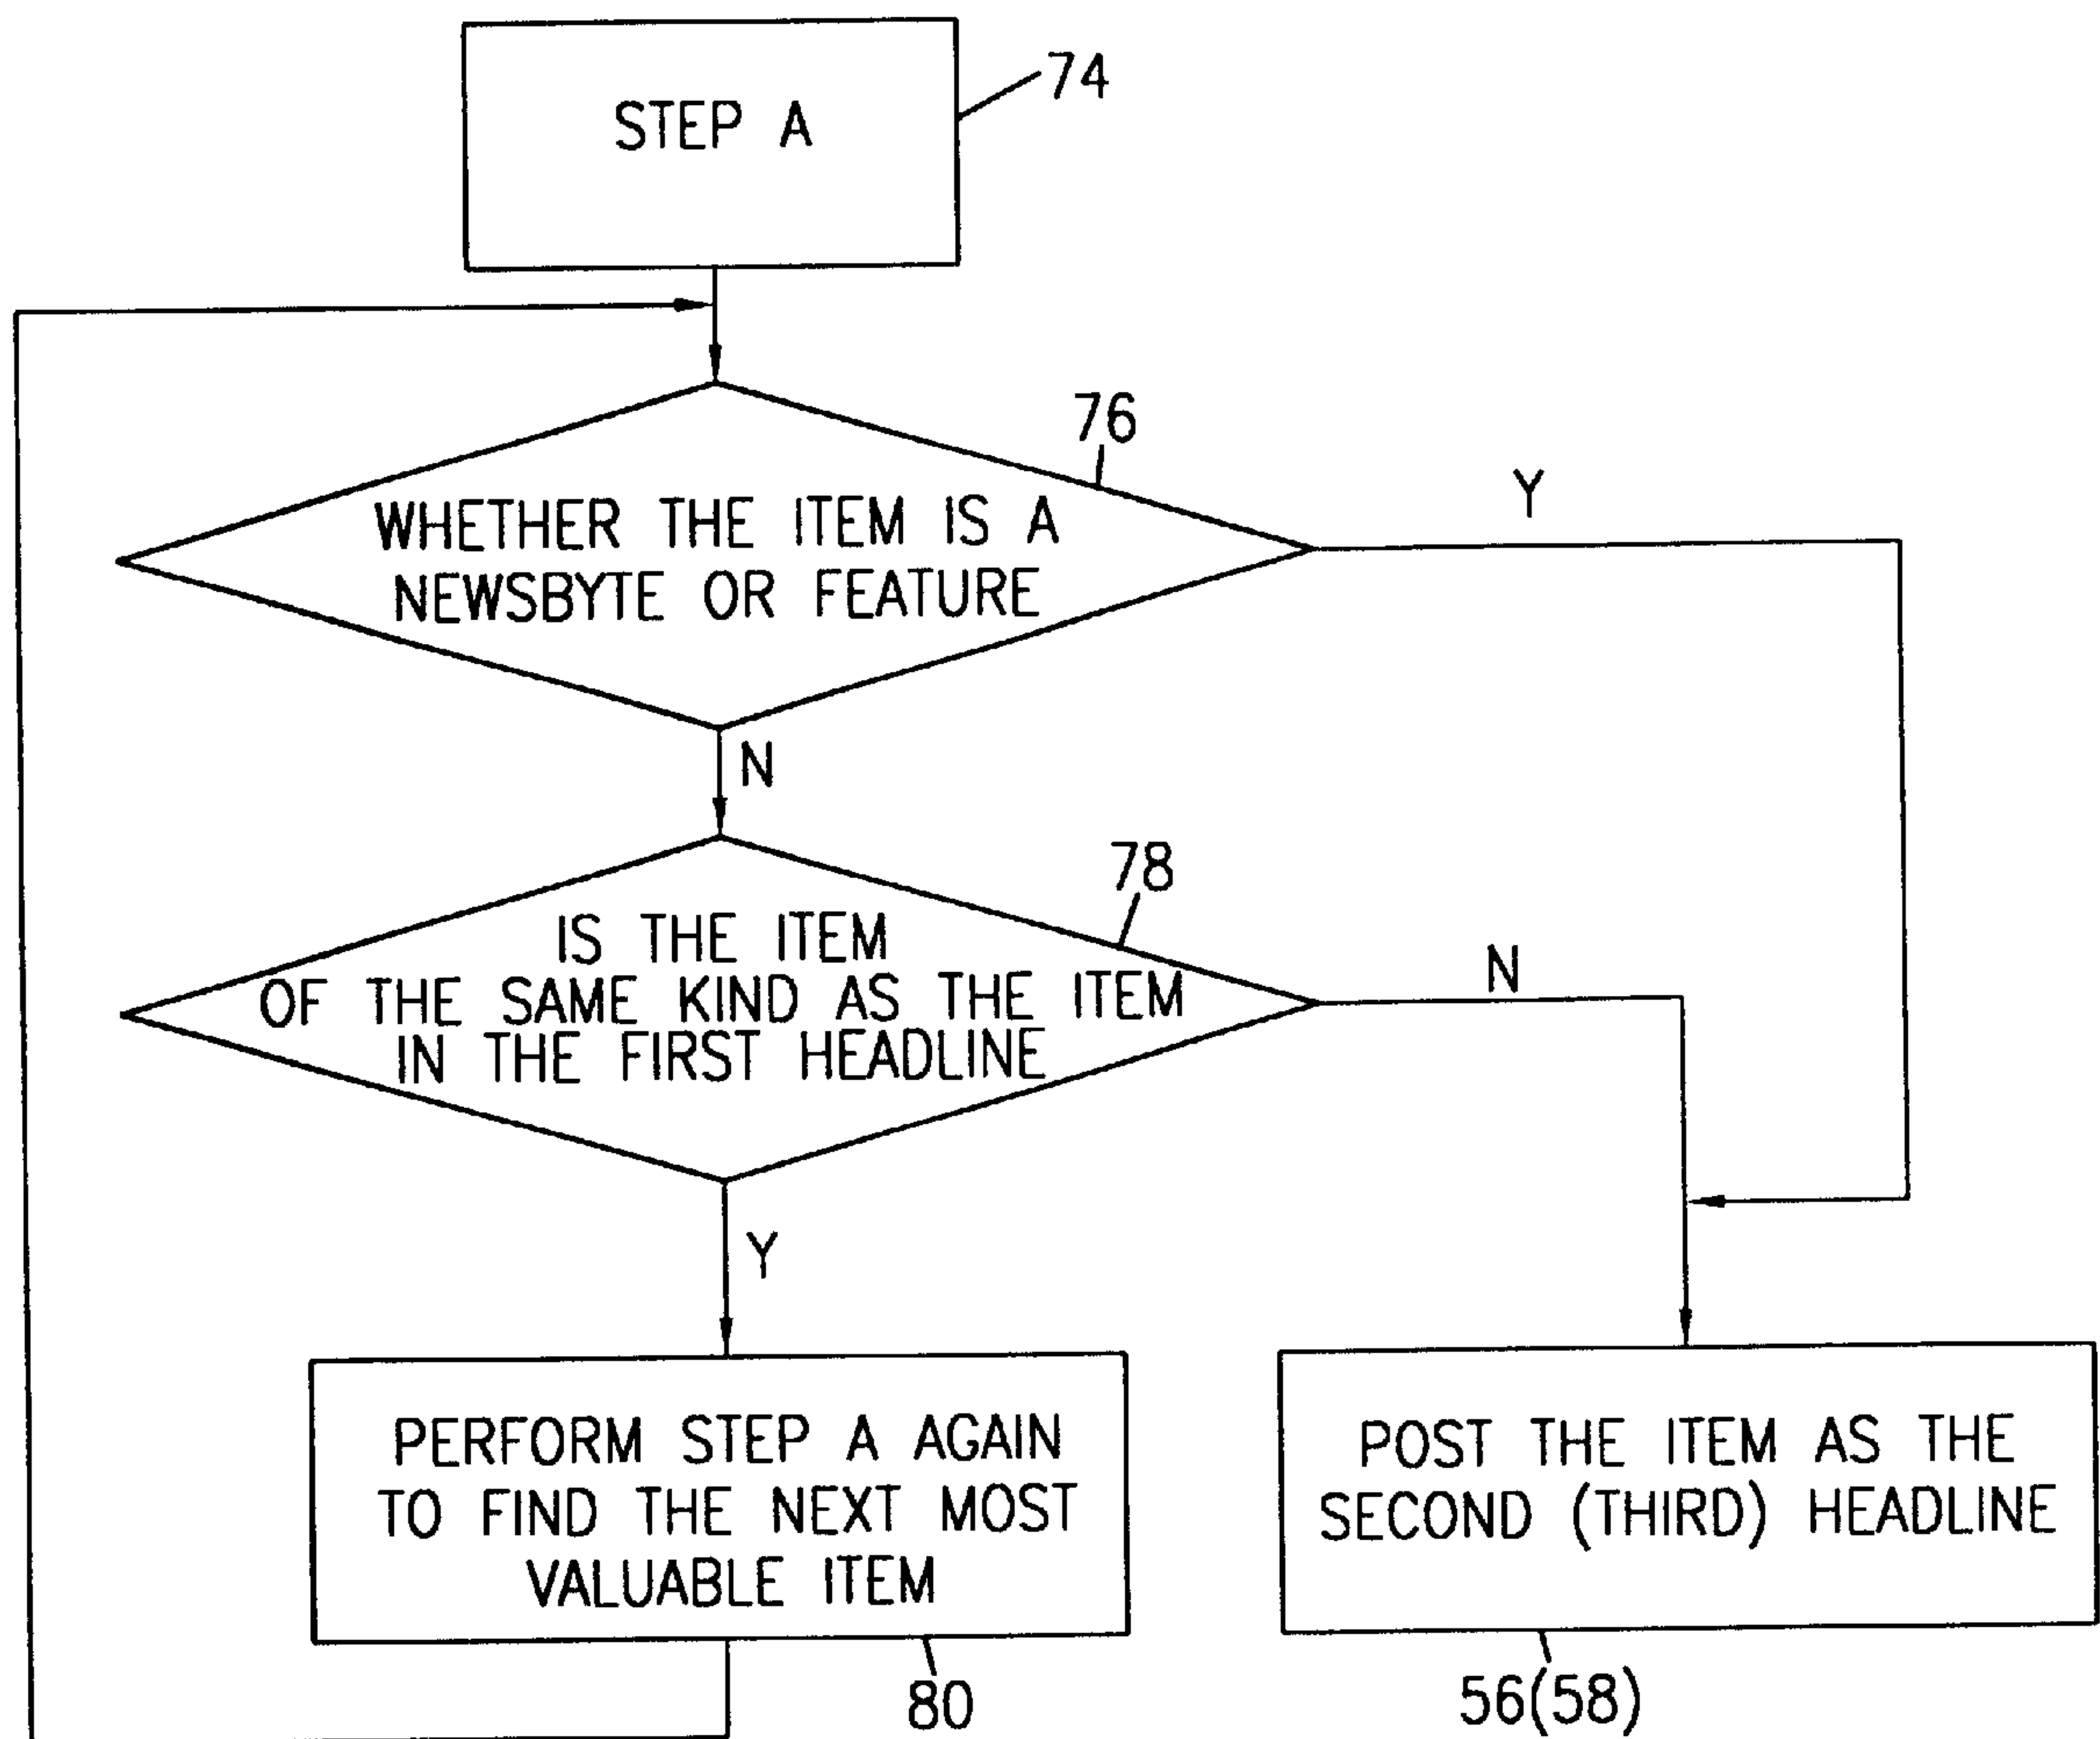 STEP A
74
76
WHETHER THE ITEM IS A
NEWSBYTE OR FEATURE
Y
N
78
IS THE ITEM
OF THE SAME KIND AS THE ITEM
IN THE FIRST HEADLINE
N
Y
PERFORM STEP A AGAIN
TO FIND THE NEXT MOST
VALUABLE ITEM
80
POST THE ITEM AS THE
SECOND (THIRD) HEADLINE
56(58)